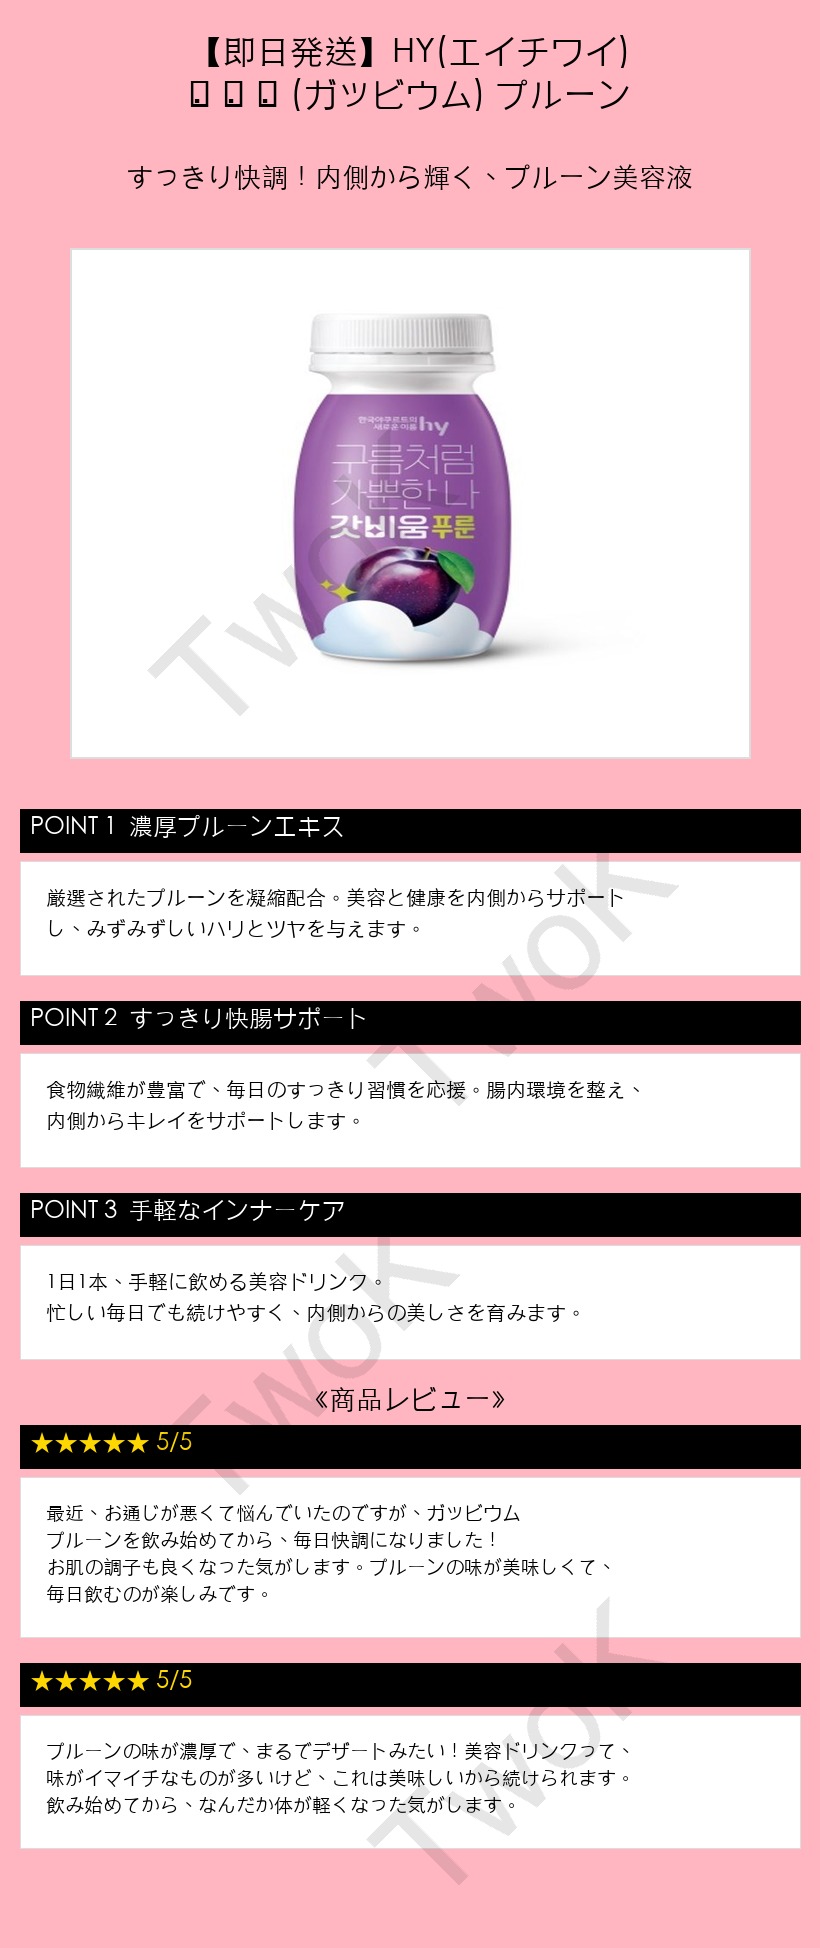 【即日発送】HY(エイチワイ)
(ガッビウム) プルーン
すっきり快調！内側から輝く、プルーン美容液
한국야쿠르트의
새로운 이름 hy
구름처럼
가뿐한 나
갓비움 푸룬
TwoK
POINT 1 濃厚プルーンエキス
厳選されたプルーンを凝縮配合。美容と健康を内側からサポート
し、みずみずしいハリとツヤを与えます。
TwoK
POINT 2 すっきり快腸サポート
食物繊維が豊富で、毎日のすっきり習慣を応援。腸内環境を整え、
内側からキレイをサポートします。
POINT 3 手軽なインナーケア
1日1本、手軽に飲める美容ドリンク。
忙しい毎日でも続けやすく、内側からの美しさを育みます。
TwoK
《商品レビュー》
★★★★★ 5/5
最近、お通じが悪くて悩んでいたのですが、ガッビウム
プルーンを飲み始めてから、毎日快調になりました！
お肌の調子も良くなった気がします。プルーンの味が美味しくて、
毎日飲むのが楽しみです。
★★★★★ 5/5
プルーンの味が濃厚で、まるでデザートみたい！美容ドリンクって、
味がイマイチなものが多いけど、これは美味しいから続けられます。
飲み始めてから、なんだか体が軽くなった気がします。
TwoK